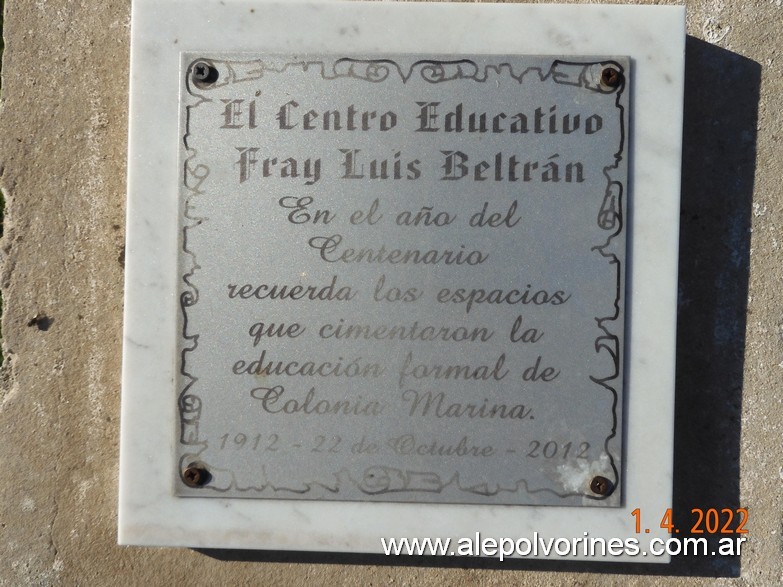 El Centro Educativo
Fray Luis Beltrán
En el año del
Centenario
recuerda los espacios
que cimentaron la
educación formal de
Colonia Marina.
1912 - 22 de Octubre - 2012
1. 4. 2022
www.alepolvorines.com.ar